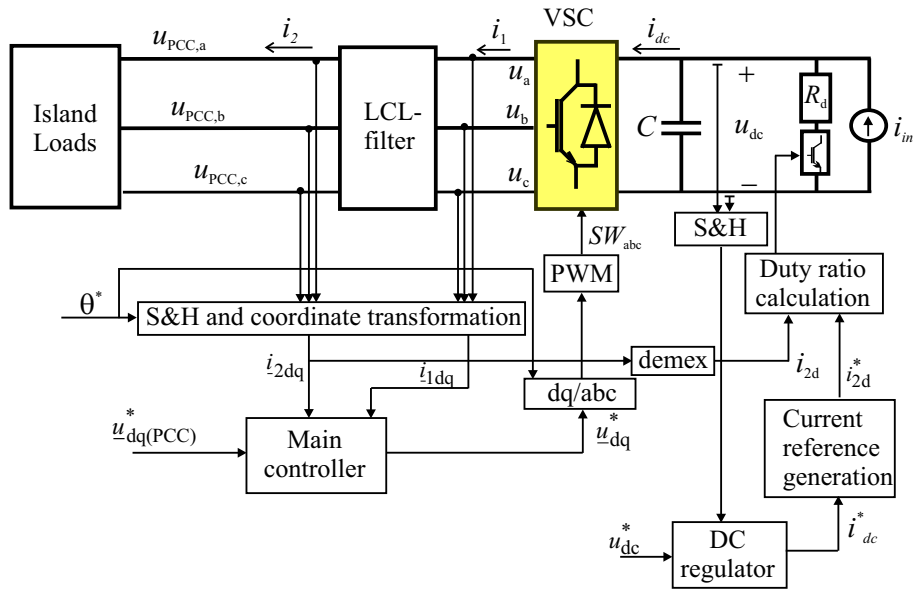 VSC
u_PCC,a
i_2
i_1
i_dc
Island
Loads
u_PCC,b
LCL-
filter
u_a
u_b
C
+
u_dc
R_d
i_in
u_PCC,c
u_c
−
S&H
SW_abc
PWM
Duty ratio
calculation
θ*
S&H and coordinate transformation
i_2dq
i_1dq
demex
i_2d
i*_2d
dq/abc
u*_dq(PCC)
Main
controller
u*_dq
Current
reference
generation
i*_dc
u*_dc
DC
regulator